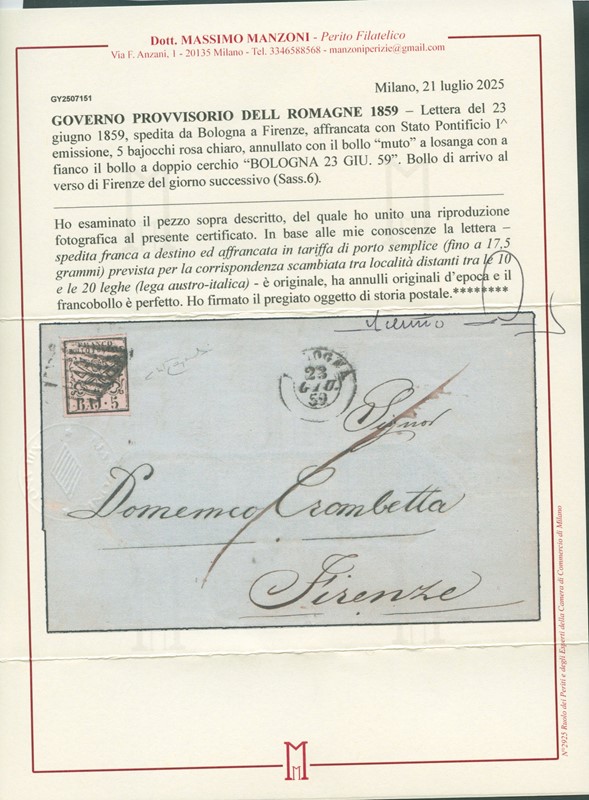 Dott. MASSIMO MANZONI - Perito Filatelico
Via F. Anzani, 1 - 20135 Milano - Tel. 3346588568 - manzoniperizie@gmail.com
GY2507151
Milano, 21 luglio 2025
GOVERNO PROVVISORIO DELL ROMAGNE 1859 – Lettera del 23
giugno 1859, spedita da Bologna a Firenze, affrancata con Stato Pontificio I^
emissione, 5 bajocchi rosa chiaro, annullato con il bollo “muto” a losanga con a
fianco il bollo a doppio cerchio “BOLOGNA 23 GIU. 59”. Bollo di arrivo al
verso di Firenze del giorno successivo (Sass.6).
Ho esaminato il pezzo sopra descritto, del quale ho unito una riproduzione
fotografica al presente certificato. In base alle mie conoscenze la lettera –
spedita franca a destino ed affrancata in tariffa di porto semplice (fino a 17,5
grammi) prevista per la corrispondenza scambiata tra località distanti tra le 10
e le 20 leghe (lega austro-italica) - è originale, ha annulli originali d’epoca e il
francobollo è perfetto. Ho firmato il pregiato oggetto di storia postale.********
FRANCO
BAJ. 5
OGNA
23
GIU.
59
Signor
Domenico Crombetta
Firenze
N°2925 Ruolo dei Periti e degli Esperti della Camera di Commercio di Milano
M
M